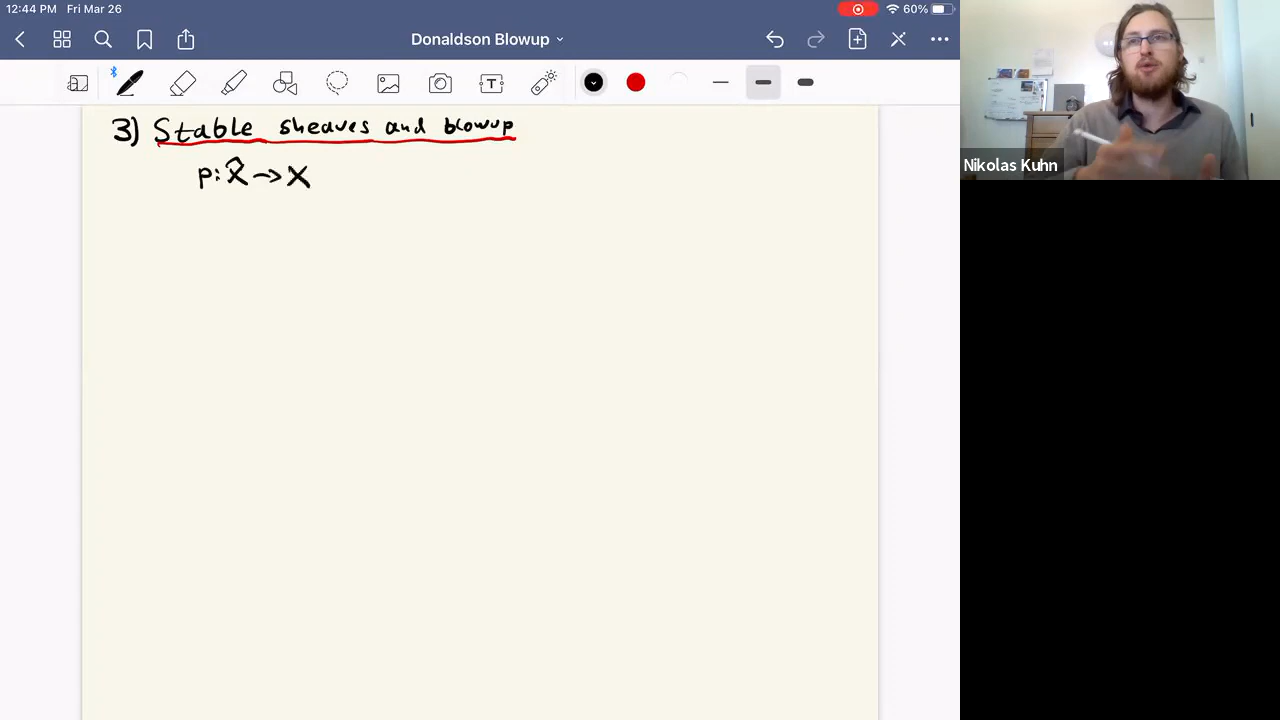 12:44 PM Fri Mar 26
60%
Donaldson Blowup
T
3) Stable sheaves and blowup
p: X̂ → X
Nikolas Kuhn